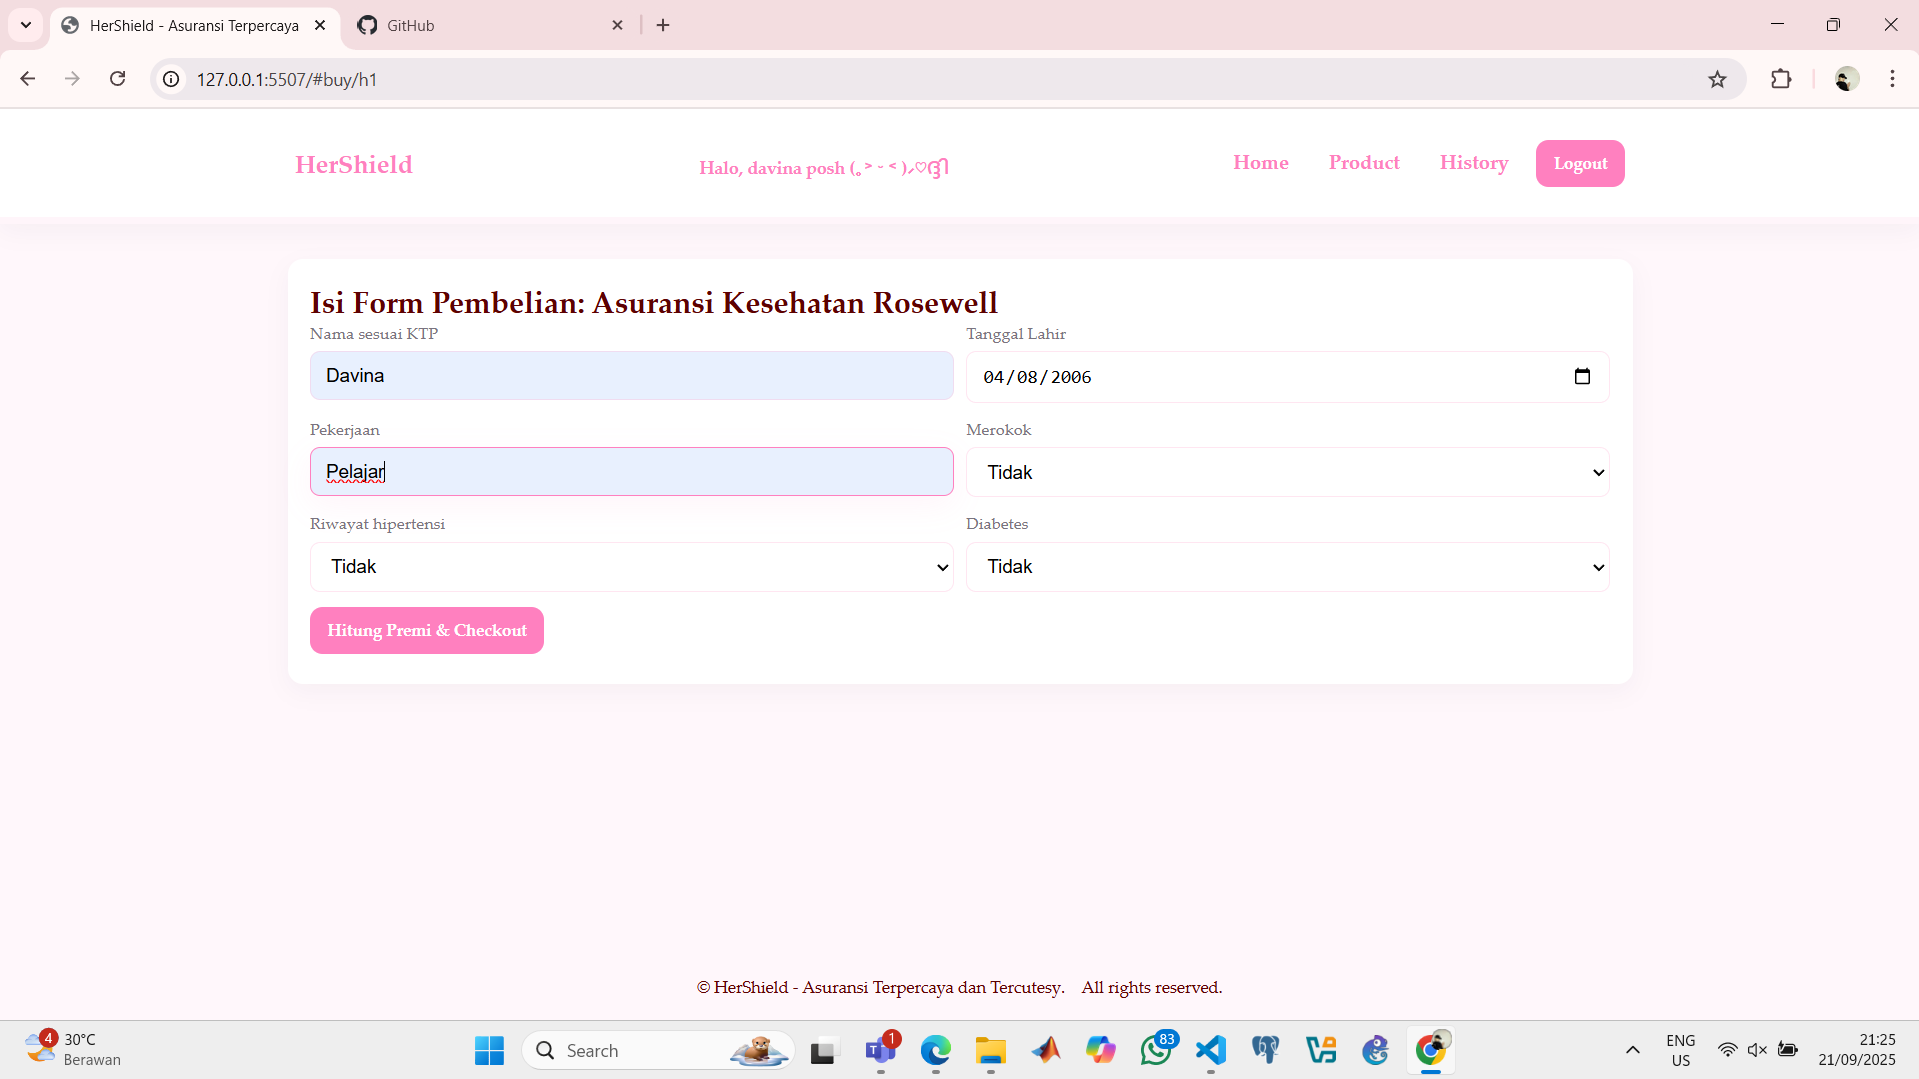 HerShield - Asuransi Terpercaya
GitHub
127.0.0.1:5507/#buy/h1
HerShield
Halo, davina posh (｡˃ ᵕ ˂ )⸝♡ദ്ദി
Home
Product
History
Logout
Isi Form Pembelian: Asuransi Kesehatan Rosewell
Nama sesuai KTP
Tanggal Lahir
Davina
04/08/2006
Pekerjaan
Merokok
Pelajar
Tidak
Riwayat hipertensi
Diabetes
Tidak
Tidak
Hitung Premi & Checkout
© HerShield - Asuransi Terpercaya dan Tercutesy. All rights reserved.
4
30°C
Berawan
Search
1
83
ENG
US
21:25
21/09/2025